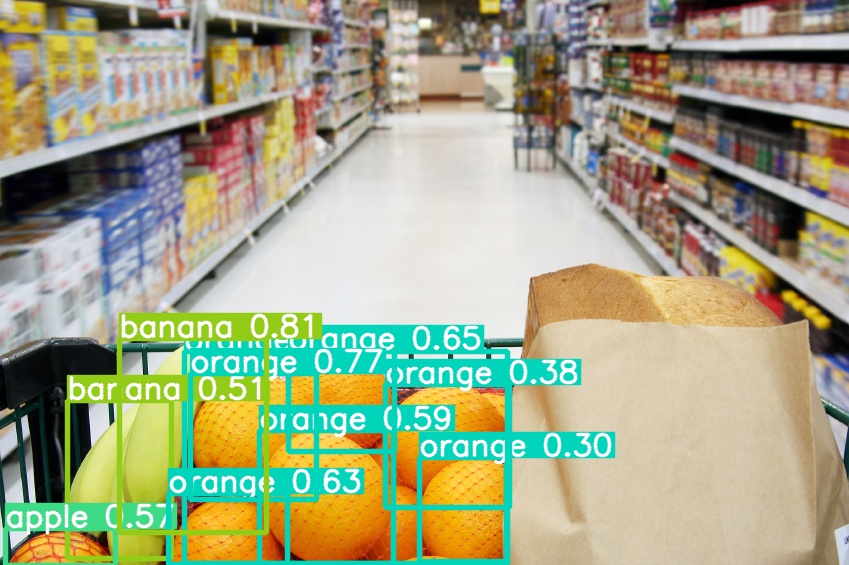 banana 0.81
orange 0.65
orange 0.77
orange 0.38
banana 0.51
orange 0.59
orange 0.30
orange 0.63
apple 0.57